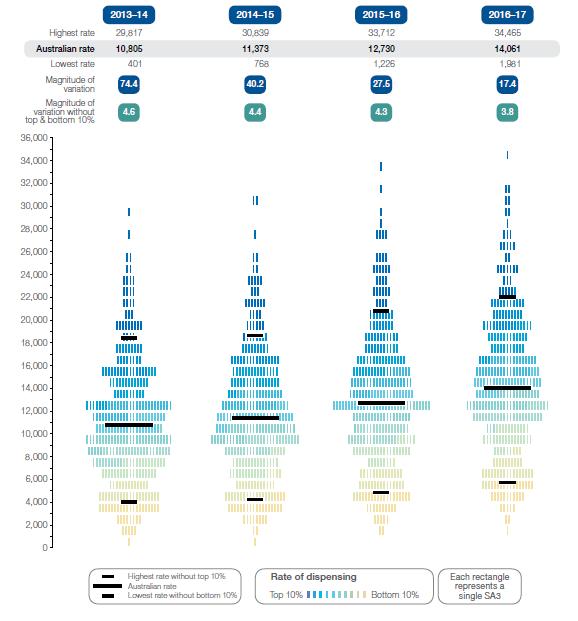 2013–14 2014–15 2015-16 2016-17
Highest rate 29,817 30,839 33,712 34,465
Australian rate 10,805 11,373 12,730 14,061
Lowest rate 401 768 1,226 1,981
Magnitude of
variation 74.4 40.2 27.5 17.4
Magnitude of
variation without
top & bottom 10% 4.6 4.4 4.3 3.8
36,000
34,000
32,000
30,000
28,000
26,000
24,000
22,000
20,000
18,000
16,000
14,000
12,000
10,000
8,000
6,000
4,000
2,000
0
Highest rate without top 10%
Australian rate
Lowest rate without bottom 10%
Rate of dispensing
Top 10% Bottom 10%
Each rectangle
represents a
single SA3